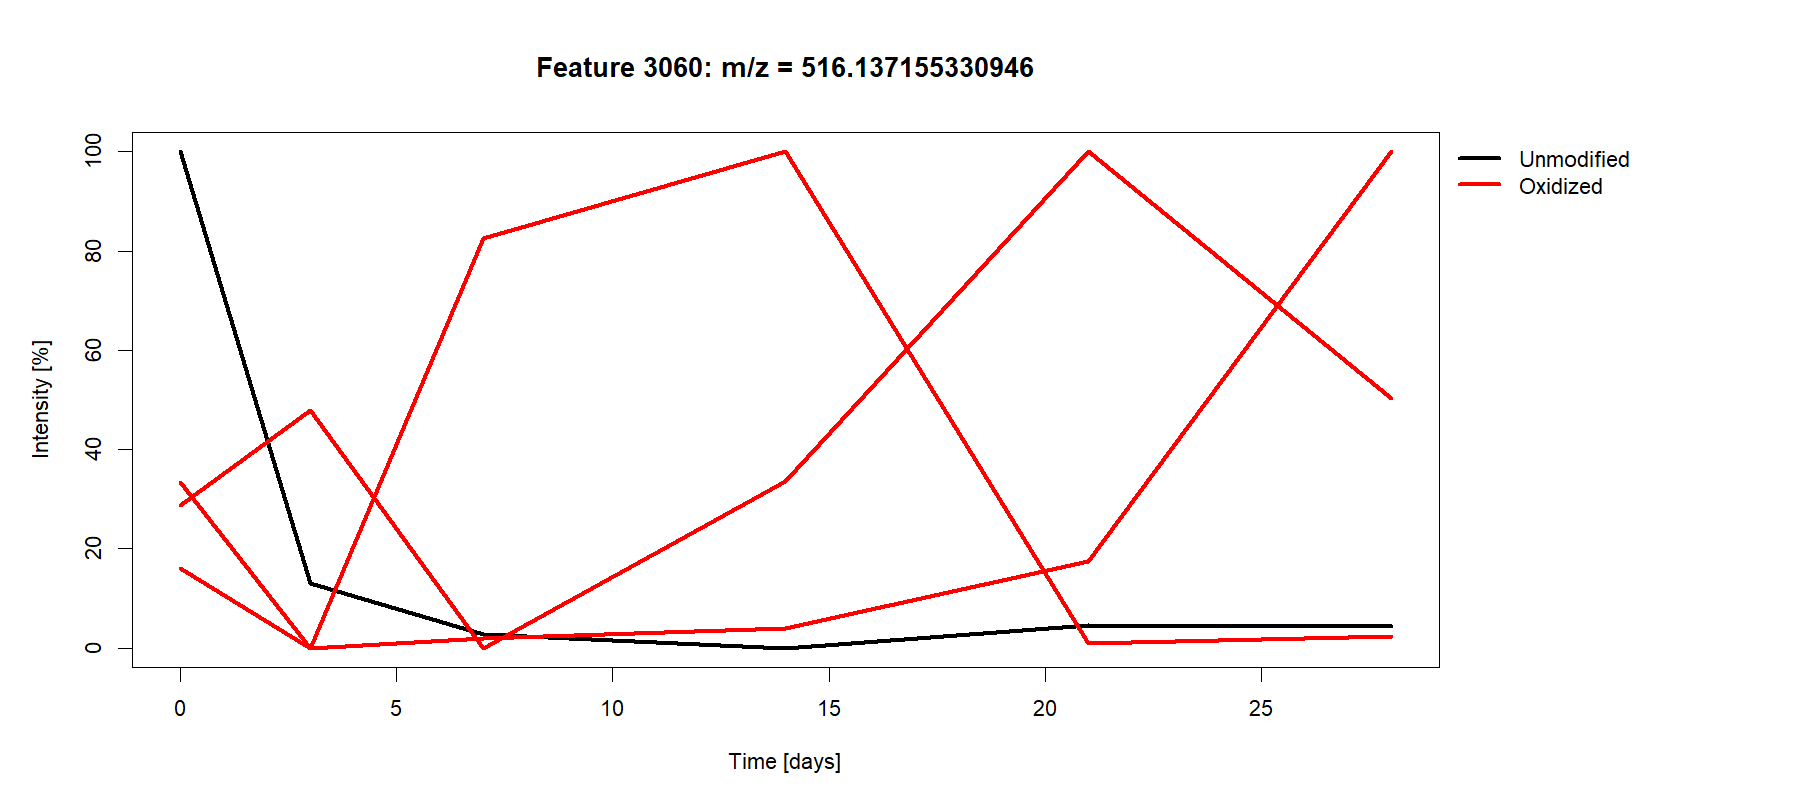 Feature 3060: m/z = 516.137155330946
100
80
60
40
20
0
Intensity [%]
0 5 10 15 20 25
Time [days]
Unmodified
Oxidized